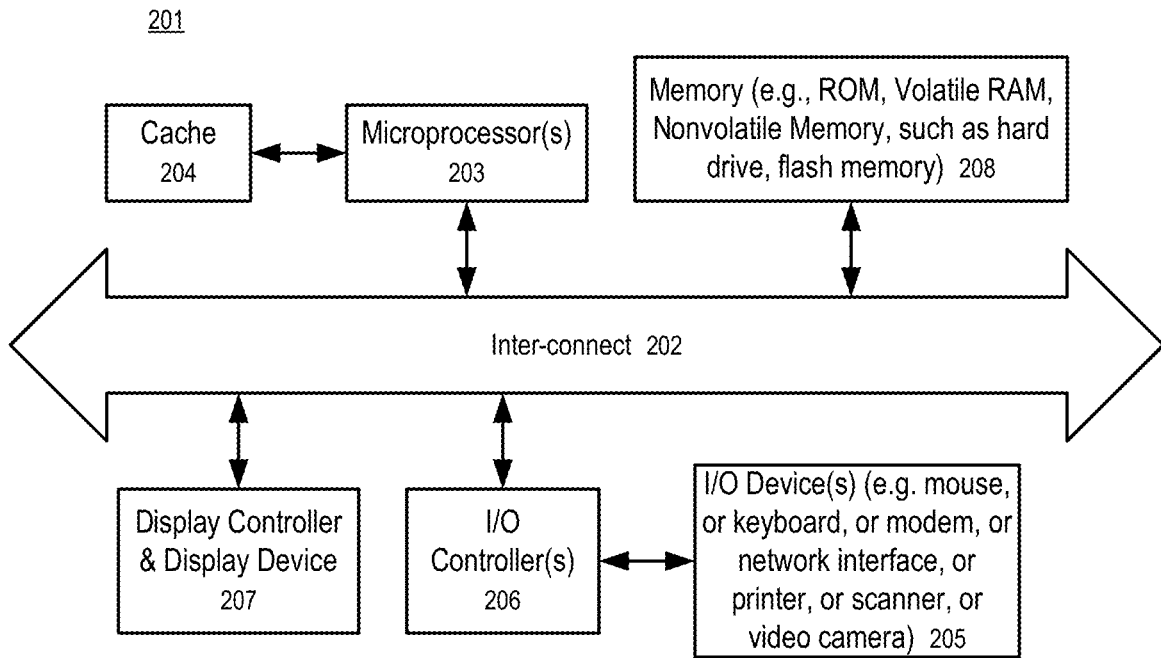 201
Cache
204
Microprocessor(s)
203
Memory (e.g., ROM, Volatile RAM,
Nonvolatile Memory, such as hard
drive, flash memory) 208
Inter-connect 202
Display Controller
& Display Device
207
I/O
Controller(s)
206
I/O Device(s) (e.g. mouse,
or keyboard, or modem, or
network interface, or
printer, or scanner, or
video camera) 205